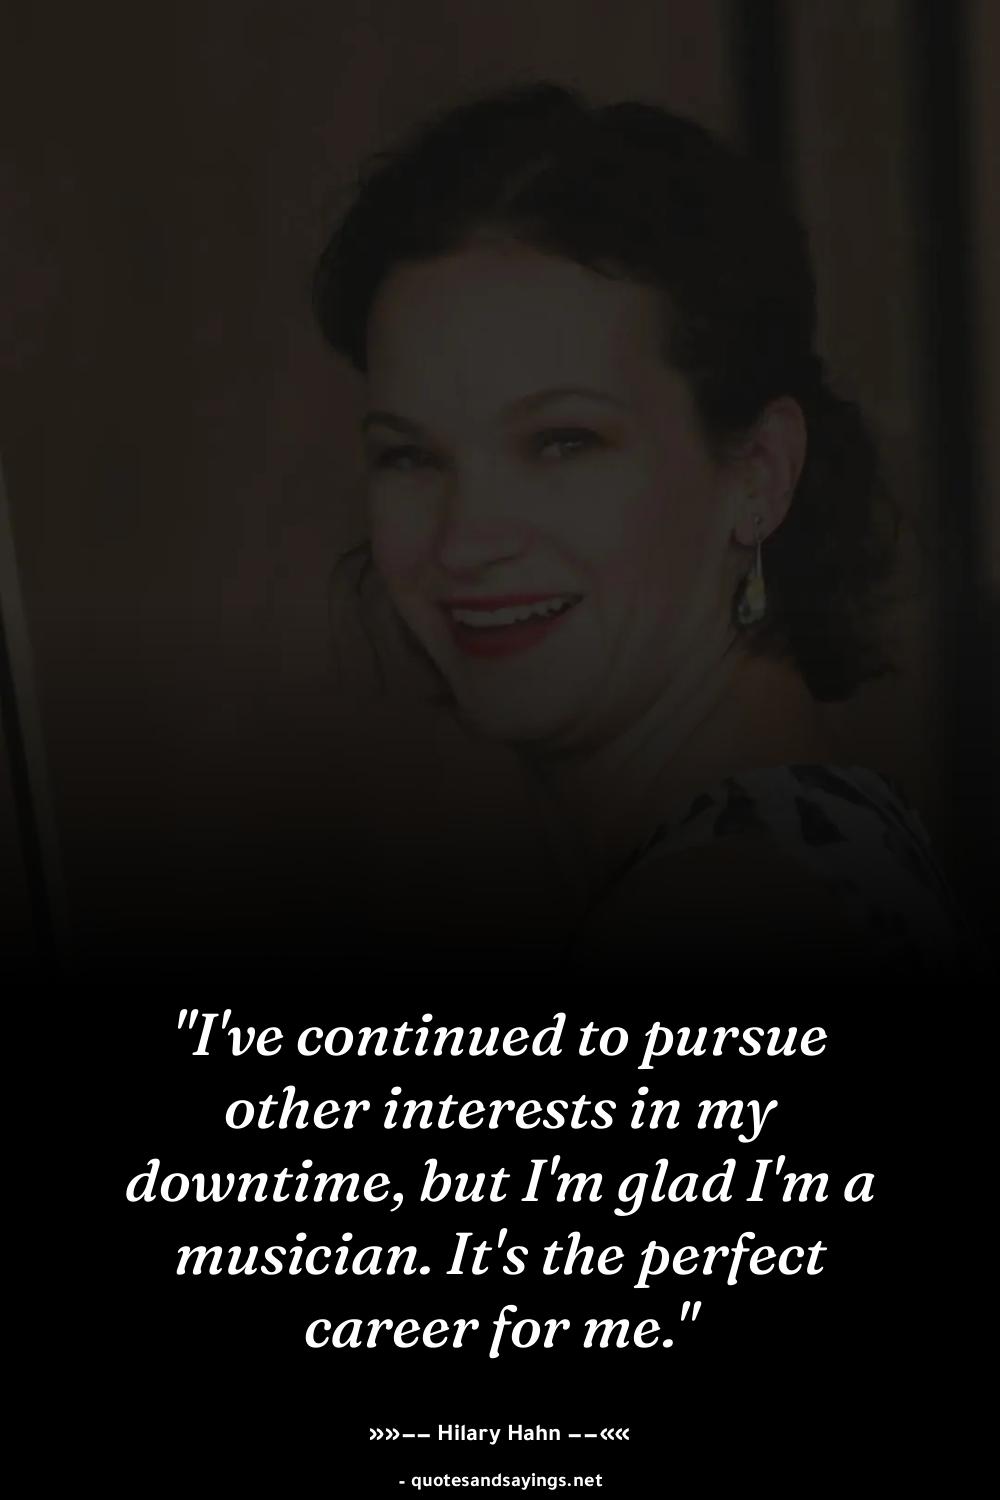 "I've continued to pursue
other interests in my
downtime, but I'm glad I'm a
musician. It's the perfect
career for me."
»»-- Hilary Hahn --««
- quotesandsayings.net